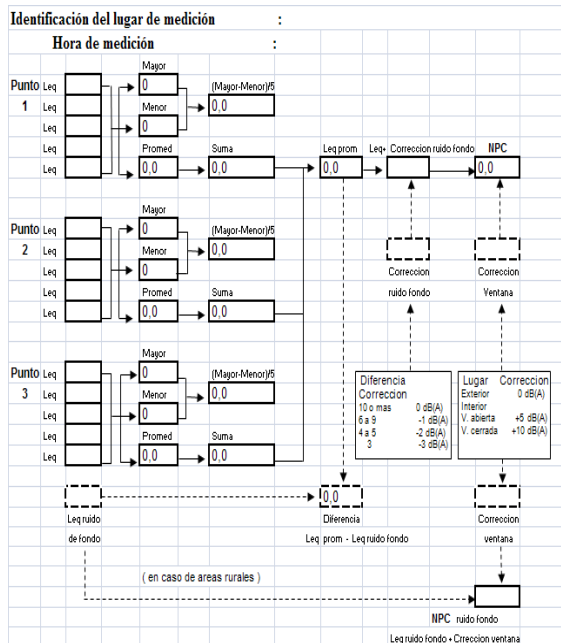 Identificación del lugar de medición :
Hora de medición :
Mayor
Punto Leq 0 (Mayor-Menor)/5
1 Leq Menor 0,0
Leq 0
Leq Promed Suma Leq prom Leq+ Correccion ruido fondo NPC
Leq 0,0 0,0 0,0 0,0
Mayor
Punto Leq 0 (Mayor-Menor)/5
2 Leq Menor 0,0
Leq 0 Correccion Correccion
Leq Promed Suma ruido fondo Ventana
Leq 0,0 0,0
Mayor
Punto Leq 0 (Mayor-Menor)/5
3 Leq Menor 0,0
Leq 0
Leq Promed Suma
Leq 0,0 0,0
Diferencia
Correccion
10 o mas 0 dB(A)
6 a 9 -1 dB(A)
4 a 5 -2 dB(A)
3 -3 dB(A)
Lugar Correccion
Exterior 0 dB(A)
Interior
V. abierta +5 dB(A)
V. cerrada +10 dB(A)
0,0
Leq ruido Diferencia Correccion
de fondo Leq prom - Leq ruido fondo ventana
( en caso de areas rurales )
NPC ruido fondo
Leq ruido fondo + Crreccion ventana